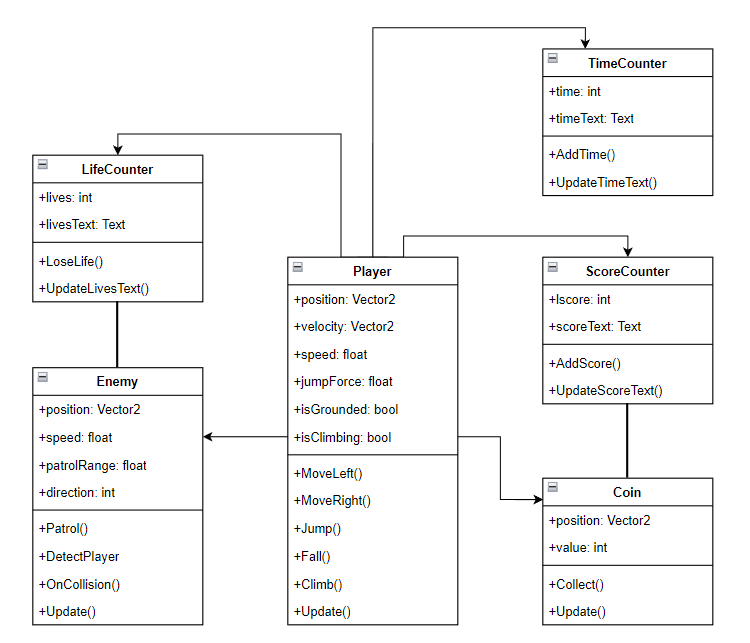 TimeCounter
+time: int
+timeText: Text
+AddTime()
+UpdateTimeText()
LifeCounter
+lives: int
+livesText: Text
+LoseLife()
+UpdateLivesText()
Player
+position: Vector2
+velocity: Vector2
+speed: float
+jumpForce: float
+isGrounded: bool
+isClimbing: bool
+MoveLeft()
+MoveRight()
+Jump()
+Fall()
+Climb()
+Update()
ScoreCounter
+lscore: int
+scoreText: Text
+AddScore()
+UpdateScoreText()
Enemy
+position: Vector2
+speed: float
+patrolRange: float
+direction: int
+Patrol()
+DetectPlayer
+OnCollision()
+Update()
Coin
+position: Vector2
+value: int
+Collect()
+Update()